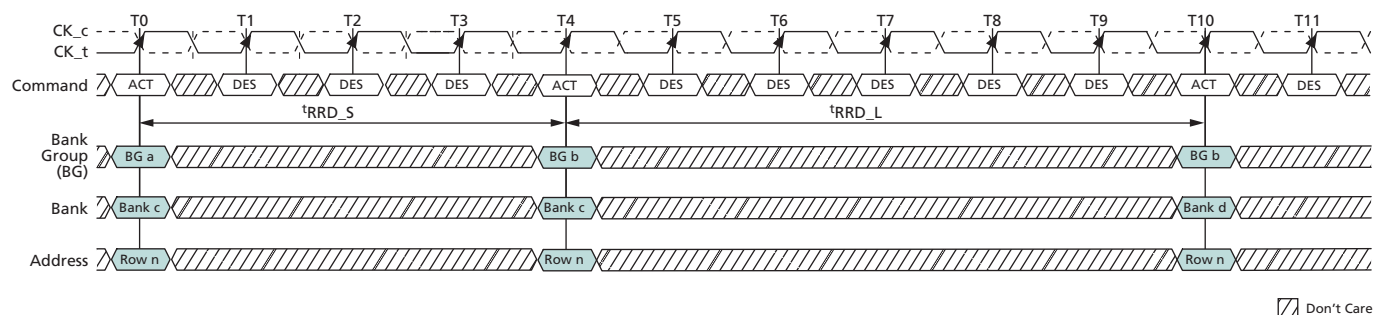 T0 T1 T2 T3 T4 T5 T6 T7 T8 T9 T10 T11
CK_c
CK_t
Command ACT DES DES DES ACT DES DES DES DES DES ACT DES
tRRD_S tRRD_L
Bank
Group
(BG)
BG a BG b BG b
Bank Bank c Bank c Bank d
Address Row n Row n Row n
Don't Care